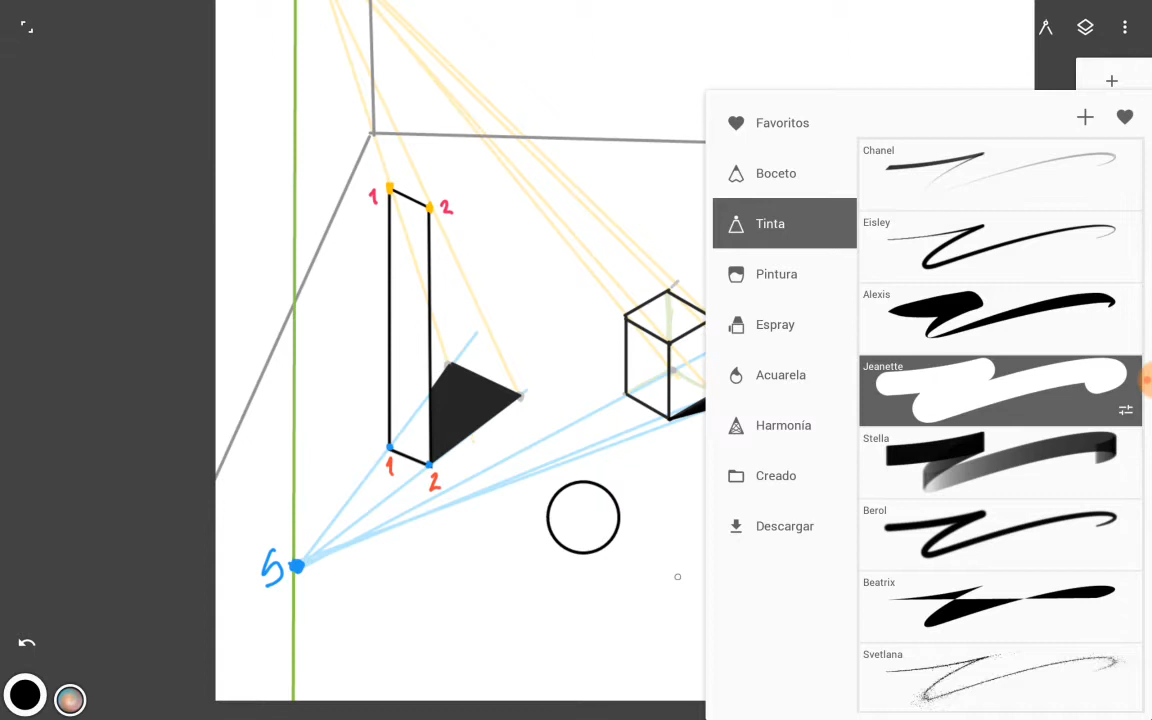 Favoritos
Boceto
Tinta
Pintura
Espray
Acuarela
Harmonía
Creado
Descargar
Chanel
Eisley
Alexis
Jeanette
Stella
Berol
Beatrix
Svetlana
1
2
1
2
S